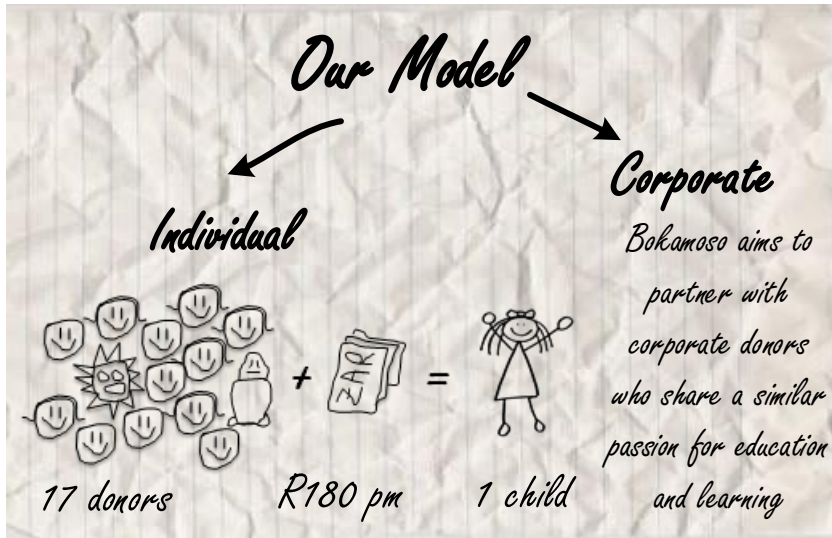 Our Model
Individual
Corporate
Bokamoso aims to
partner with
corporate donors
who share a similar
passion for education
and learning
+
ZAR
=
17 donors
R180 pm
1 child